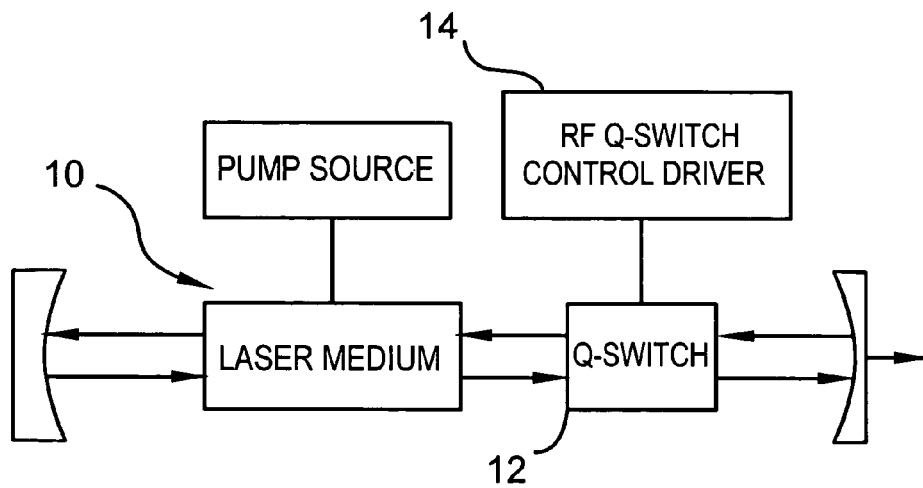 14
RF Q-SWITCH
CONTROL DRIVER
PUMP SOURCE
10
LASER MEDIUM
Q-SWITCH
12